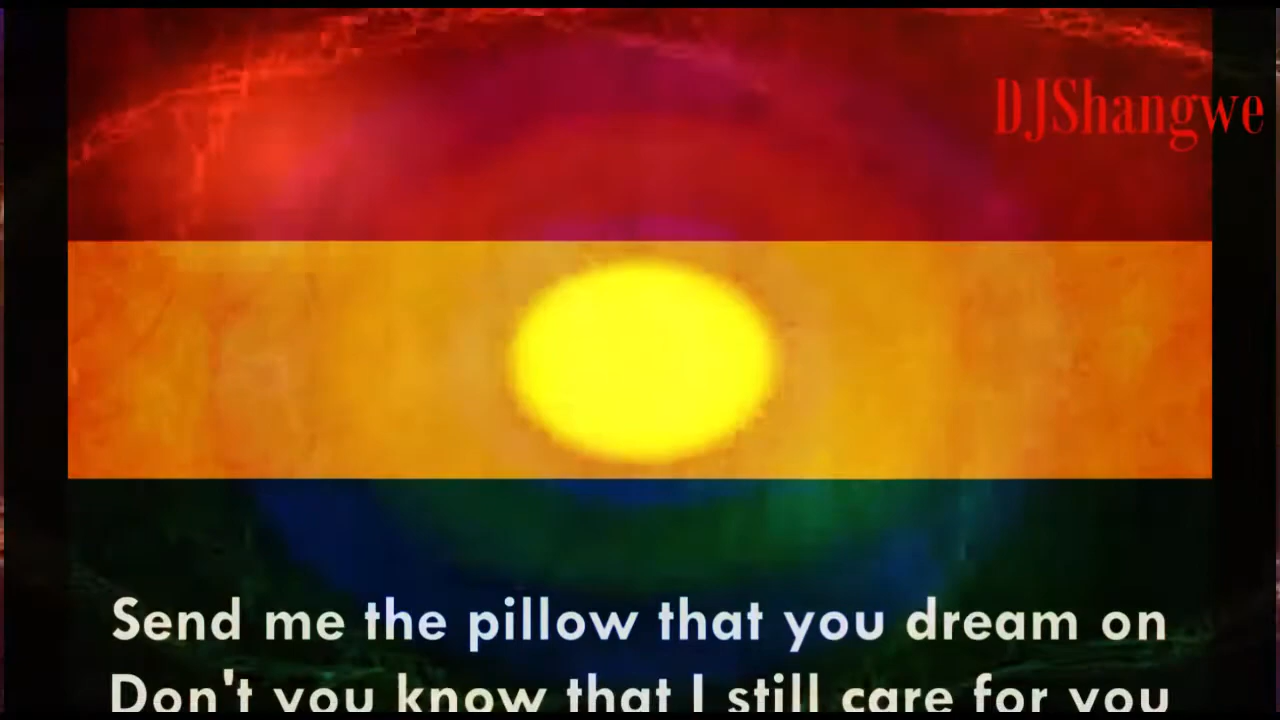 DJShangwe
Send me the pillow that you dream on
Don't you know that I still care for you